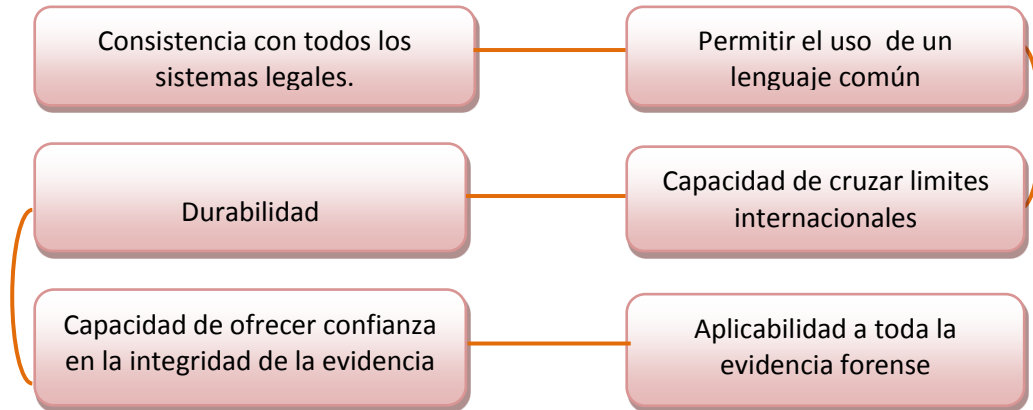 Consistencia con todos los
sistemas legales.
Permitir el uso de un
lenguaje común
Capacidad de cruzar limites
internacionales
Durabilidad
Capacidad de ofrecer confianza
en la integridad de la evidencia
Aplicabilidad a toda la
evidencia forense